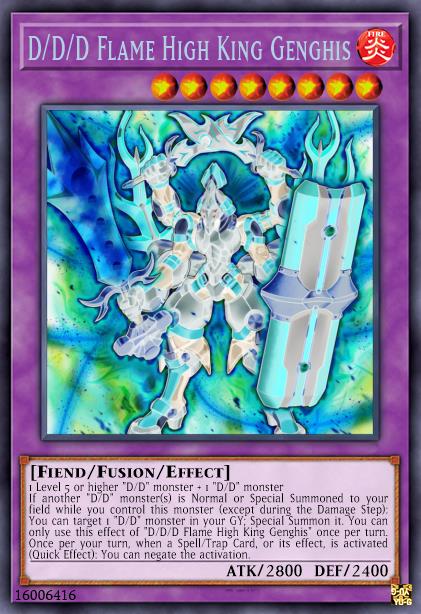 D/D/D Flame High King Genghis
FIRE
炎
[Fiend/Fusion/Effect]
1 Level 5 or higher "D/D" monster + 1 "D/D" monster
If another "D/D" monster(s) is Normal or Special Summoned to your
field while you control this monster (except during the Damage Step):
You can target 1 "D/D" monster in your GY; Special Summon it. You can
only use this effect of "D/D/D Flame High King Genghis" once per turn.
Once per your turn, when a Spell/Trap Card, or its effect, is activated
(Quick Effect): You can negate the activation.
ATK/2800 DEF/2400
16006416